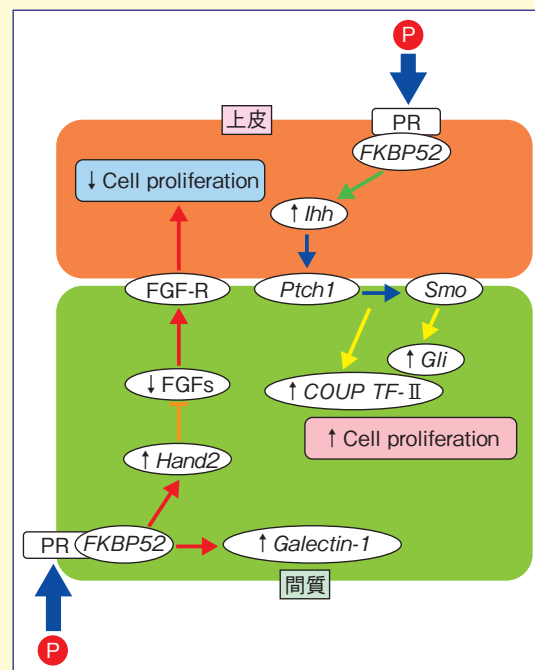 P
上皮
PR
FKBP52
↓ Cell proliferation
↑ Ihh
FGF-R
Ptch1
Smo
↑ Gli
↓ FGFs
↑ COUP TF-Ⅱ
↑ Cell proliferation
↑ Hand2
PR
FKBP52
↑ Galectin-1
間質
P